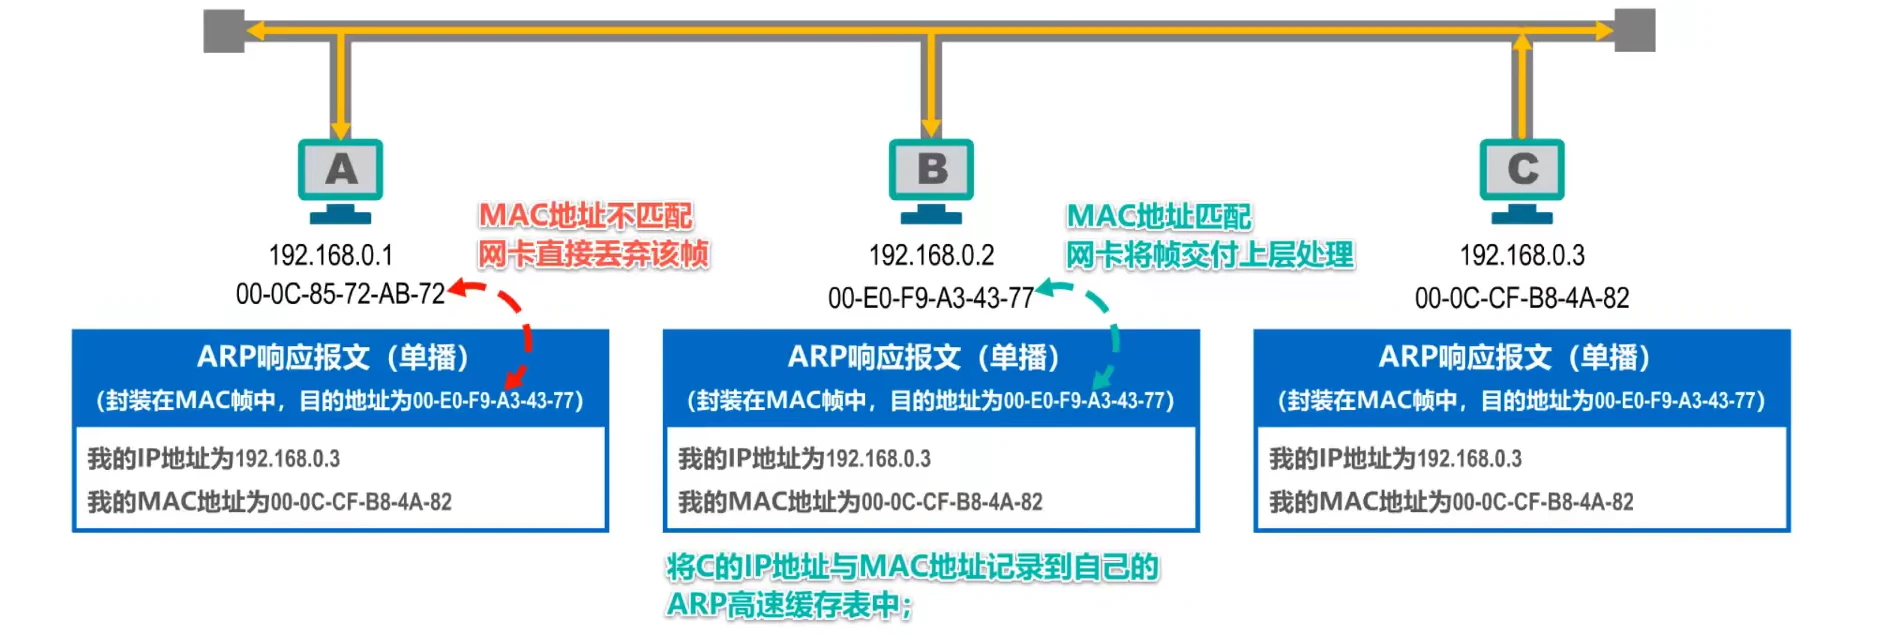 A
B
C
MAC地址不匹配
网卡直接丢弃该帧
MAC地址匹配
网卡将帧交付上层处理
192.168.0.1
00-0C-85-72-AB-72
192.168.0.2
00-E0-F9-A3-43-77
192.168.0.3
00-0C-CF-B8-4A-82
ARP响应报文（单播）
（封装在MAC帧中，目的地址为00-E0-F9-A3-43-77）
我的IP地址为192.168.0.3
我的MAC地址为00-0C-CF-B8-4A-82
ARP响应报文（单播）
（封装在MAC帧中，目的地址为00-E0-F9-A3-43-77）
我的IP地址为192.168.0.3
我的MAC地址为00-0C-CF-B8-4A-82
将C的IP地址与MAC地址记录到自己的
ARP高速缓存表中；
ARP响应报文（单播）
（封装在MAC帧中，目的地址为00-E0-F9-A3-43-77）
我的IP地址为192.168.0.3
我的MAC地址为00-0C-CF-B8-4A-82